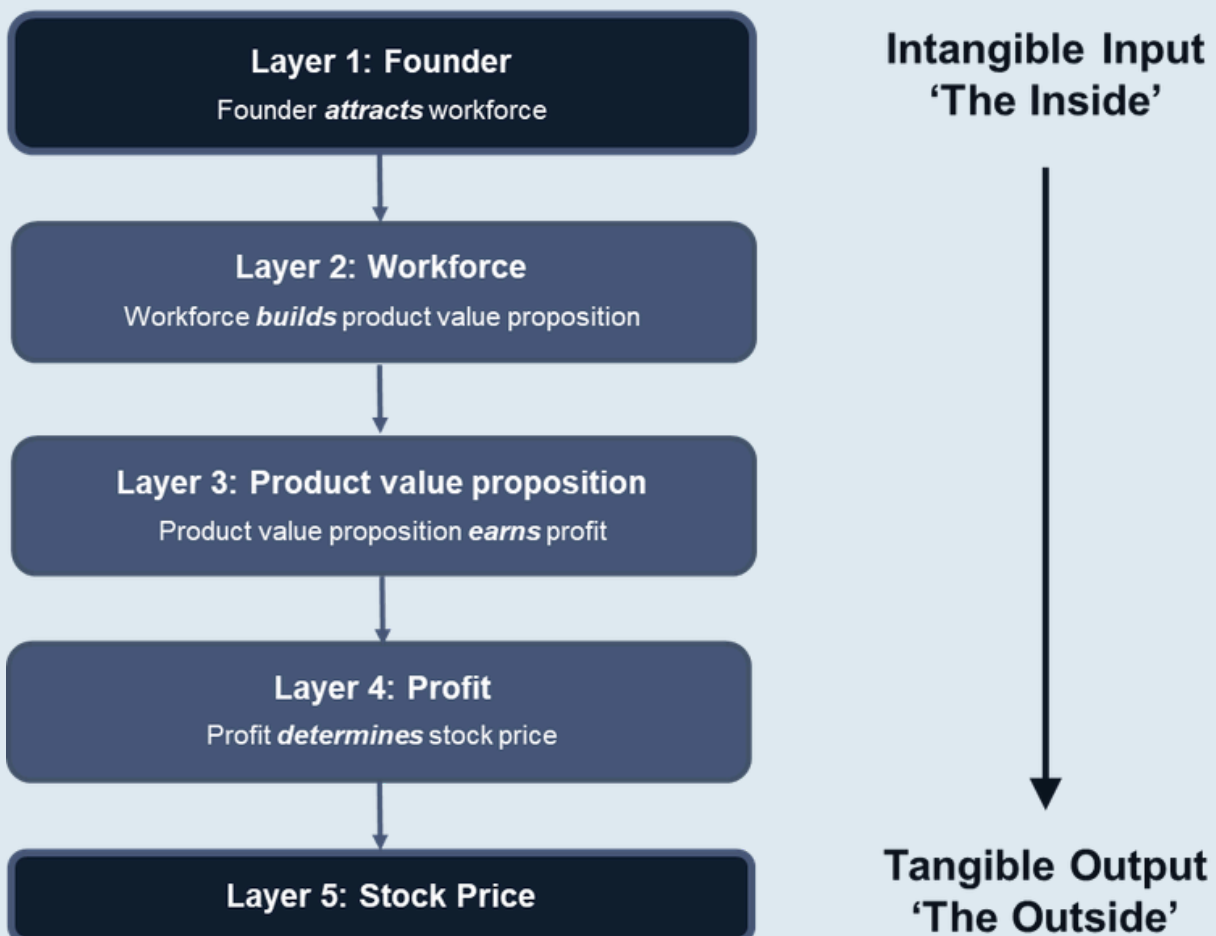 Layer 1: Founder
Founder attracts workforce
Intangible Input
‘The Inside’
Layer 2: Workforce
Workforce builds product value proposition
Layer 3: Product value proposition
Product value proposition earns profit
Layer 4: Profit
Profit determines stock price
Layer 5: Stock Price
Tangible Output
‘The Outside’